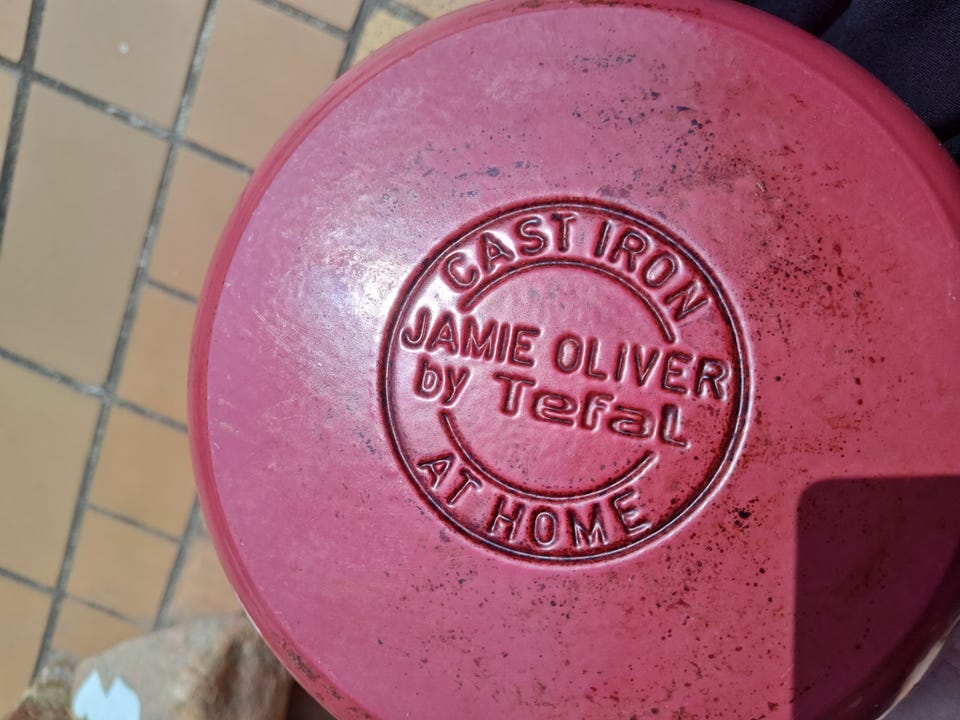 CAST IRON
JAMIE OLIVER
by Tefal
AT HOME